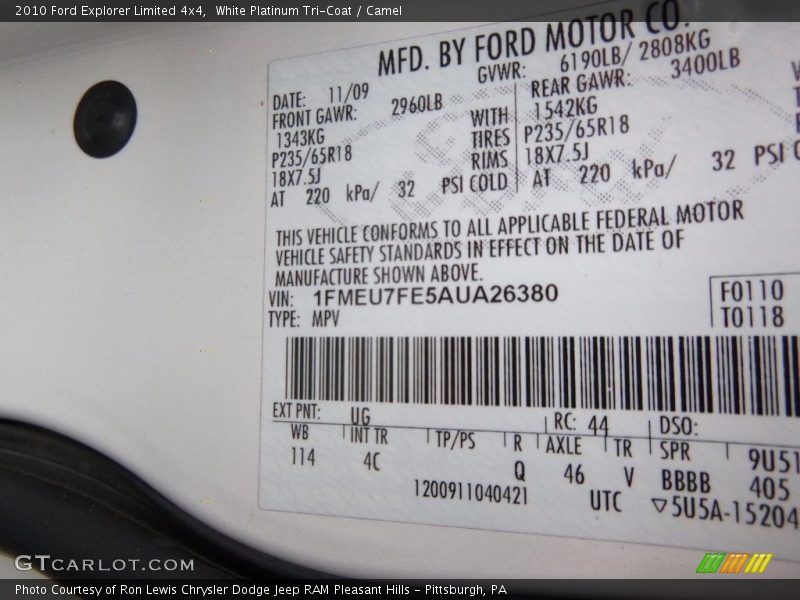 2010 Ford Explorer Limited 4x4, White Platinum Tri-Coat / Camel
MFD. BY FORD MOTOR CO.
DATE: 11/09 GVWR: 6190LB/ 2808KG
FRONT GAWR: 2960LB REAR GAWR: 3400LB
1343KG WITH 1542KG
P235/65R18 TIRES P235/65R18
18X7.5J RIMS 18X7.5J
AT 220 kPa/ 32 PSI COLD AT 220 kPa/ 32 PSI C
THIS VEHICLE CONFORMS TO ALL APPLICABLE FEDERAL MOTOR
VEHICLE SAFETY STANDARDS IN EFFECT ON THE DATE OF
MANUFACTURE SHOWN ABOVE.
VIN: 1FMEU7FE5AUA26380 F0110
TYPE: MPV T0118
EXT PNT: UG RC: 44 DSO:
WB INT TR TP/PS R AXLE TR SPR 9U51
114 4C Q 46 V BBBB 405
1200911040421 UTC ▽5U5A-15204
GTCARLOT.COM
Photo Courtesy of Ron Lewis Chrysler Dodge Jeep RAM Pleasant Hills - Pittsburgh, PA